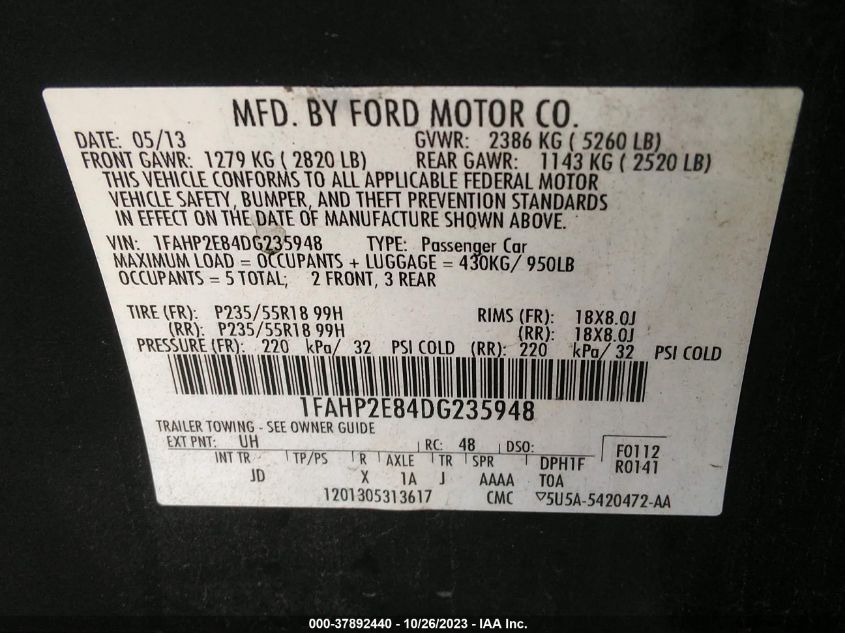 MFD. BY FORD MOTOR CO.
DATE: 05/13 GVWR: 2386 KG ( 5260 LB)
FRONT GAWR: 1279 KG ( 2820 LB) REAR GAWR: 1143 KG ( 2520 LB)
THIS VEHICLE CONFORMS TO ALL APPLICABLE FEDERAL MOTOR
VEHICLE SAFETY, BUMPER, AND THEFT PREVENTION STANDARDS
IN EFFECT ON THE DATE OF MANUFACTURE SHOWN ABOVE.
VIN: 1FAHP2E84DG235948 TYPE: Passenger Car
MAXIMUM LOAD = OCCUPANTS + LUGGAGE = 430KG/ 950LB
OCCUPANTS = 5 TOTAL; 2 FRONT, 3 REAR
TIRE (FR): P235/55R18 99H RIMS (FR): 18X8.0J
(RR): P235/55R18 99H (RR): 18X8.0J
PRESSURE (FR): 220 kPa/ 32 PSI COLD (RR): 220 kPa/ 32 PSI COLD
1FAHP2E84DG235948
TRAILER TOWING - SEE OWNER GUIDE
EXT PNT: UH RC: 48 DSO: F0112
INT TR TP/PS R AXLE TR SPR DPH1F R0141
JD X 1A J AAAA TOA
1201305313617 CMC ▽5U5A-5420472-AA
000-37892440 - 10/26/2023 - IAA Inc.